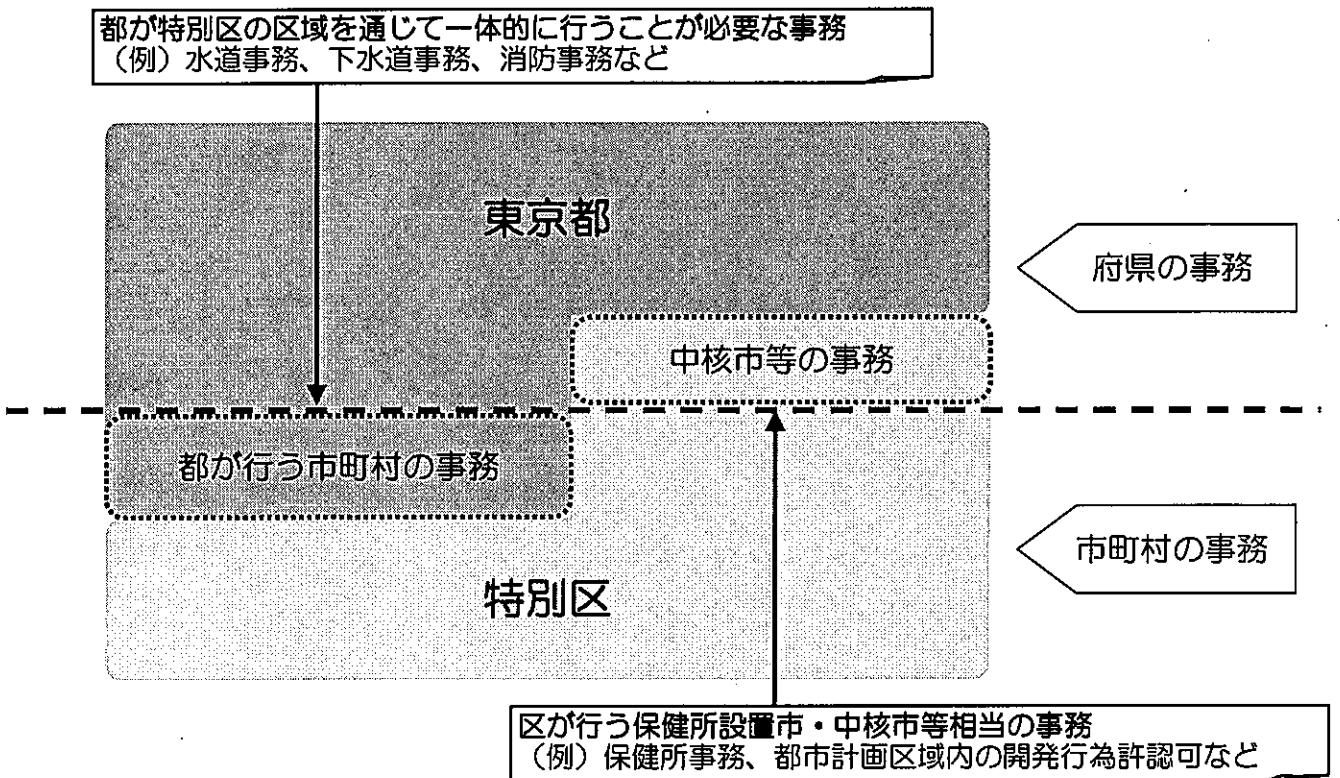 都が特別区の区域を通じて一体的に行うことが必要な事務
（例）水道事務、下水道事務、消防事務など
東京都
府県の事務
中核市等の事務
都が行う市町村の事務
市町村の事務
特別区
区が行う保健所設置市・中核市等相当の事務
（例）保健所事務、都市計画区域内の開発行為許認可など